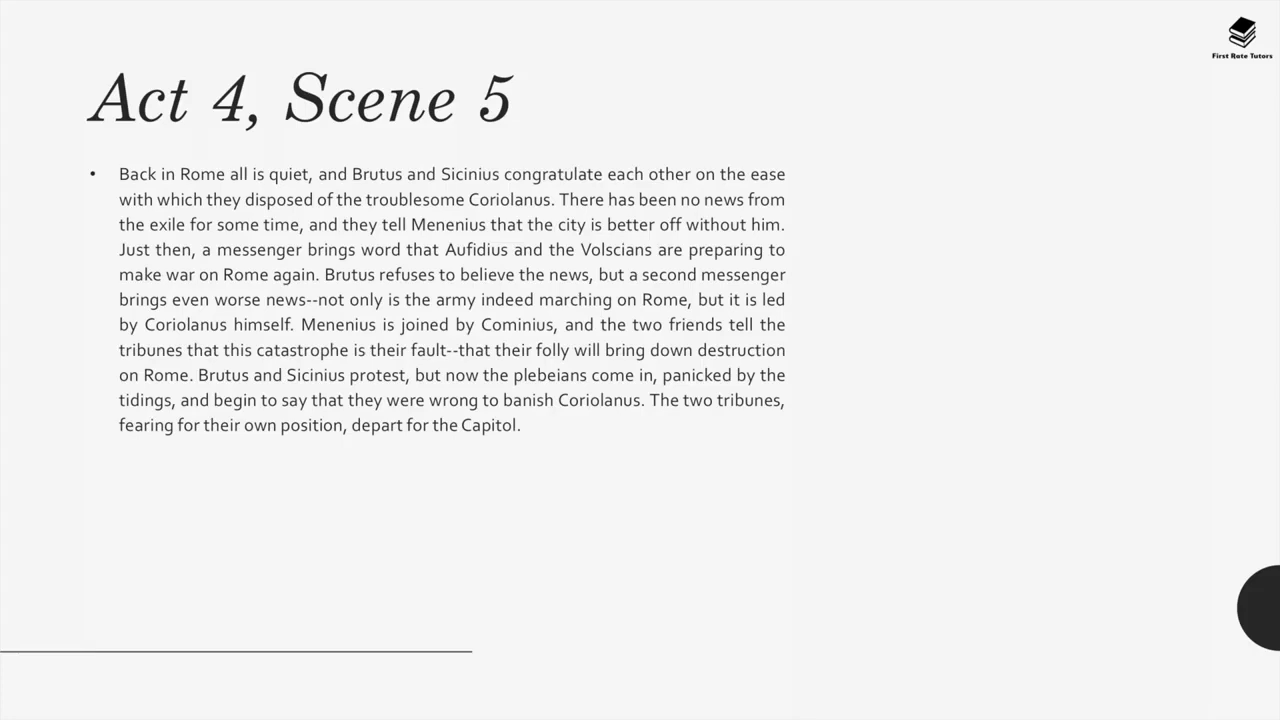 First Rate Tutors
Act 4, Scene 5
• Back in Rome all is quiet, and Brutus and Sicinius congratulate each other on the ease
with which they disposed of the troublesome Coriolanus. There has been no news from
the exile for some time, and they tell Menenius that the city is better off without him.
Just then, a messenger brings word that Aufidius and the Volscians are preparing to
make war on Rome again. Brutus refuses to believe the news, but a second messenger
brings even worse news--not only is the army indeed marching on Rome, but it is led
by Coriolanus himself. Menenius is joined by Cominius, and the two friends tell the
tribunes that this catastrophe is their fault--that their folly will bring down destruction
on Rome. Brutus and Sicinius protest, but now the plebeians come in, panicked by the
tidings, and begin to say that they were wrong to banish Coriolanus. The two tribunes,
fearing for their own position, depart for the Capitol.